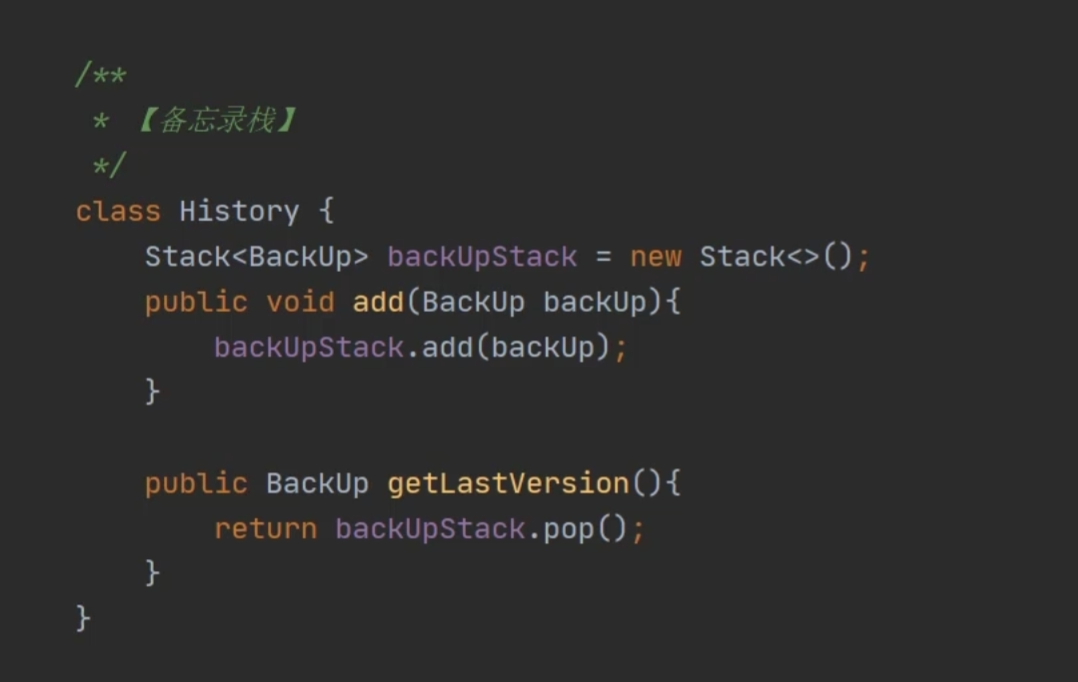 /**
 * 【备忘录栈】
 */
class History {
    Stack<BackUp> backUpStack = new Stack<>();
    public void add(BackUp backUp){
        backUpStack.add(backUp);
    }
    public BackUp getLastVersion(){
        return backUpStack.pop();
    }
}